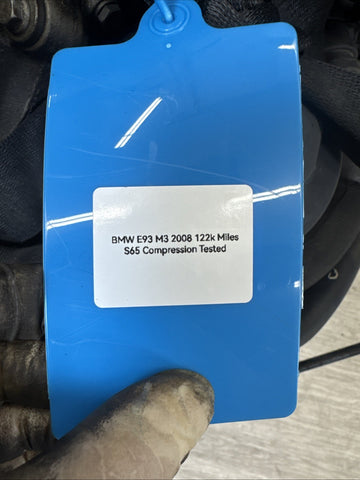 BMW E93 M3 2008 122k Miles
S65 Compression Tested